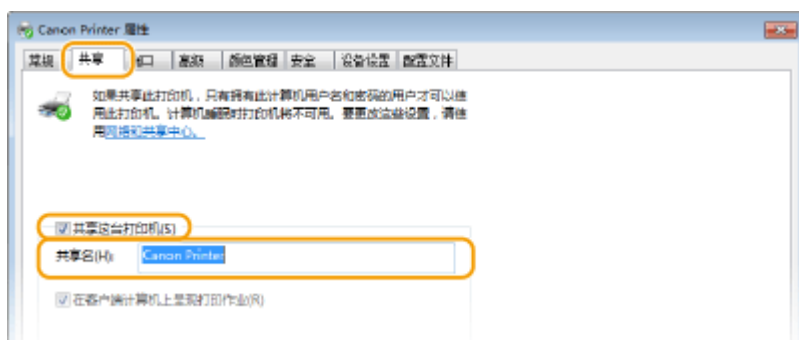 Canon Printer 属性
常规 共享 端口 高级 颜色管理 安全 设备设置 配置文件
如果共享此打印机，只有拥有此计算机用户名和密码的用户才可以使
用此打印机。计算机睡眠时打印机将不可用。要更改这些设置，请使
用网络和共享中心。
共享这台打印机(S)
共享名(H): Canon Printer
在客户端计算机上呈现打印作业(R)